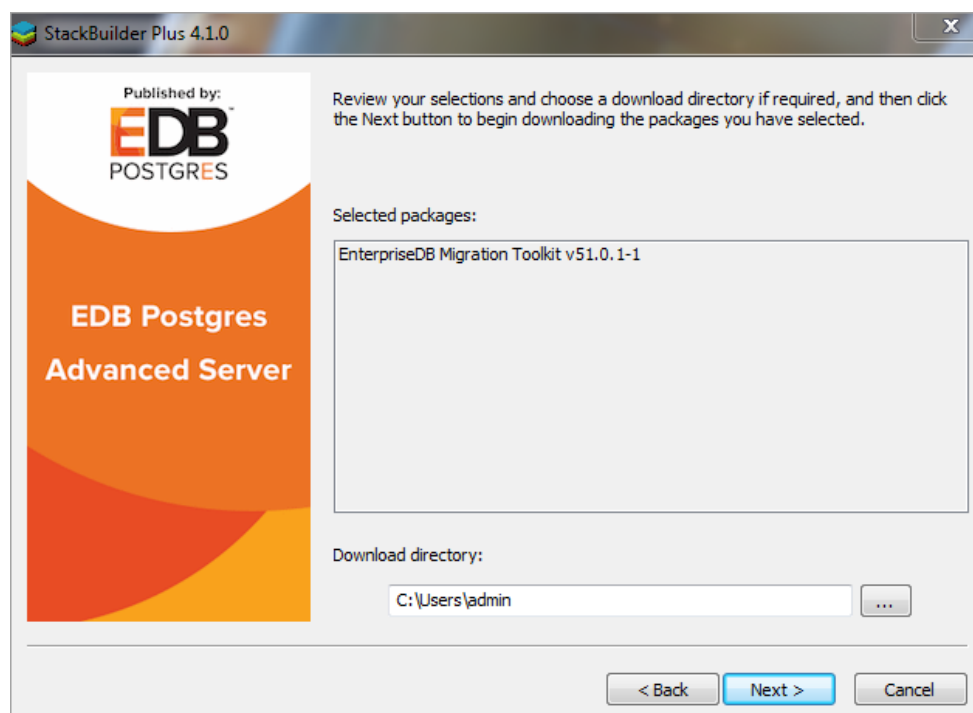 StackBuilder Plus 4.1.0
Published by:
EDB™
POSTGRES
EDB Postgres
Advanced Server
Review your selections and choose a download directory if required, and then click
the Next button to begin downloading the packages you have selected.
Selected packages:
EnterpriseDB Migration Toolkit v51.0.1-1
Download directory:
C:\Users\admin
...
< Back
Next >
Cancel